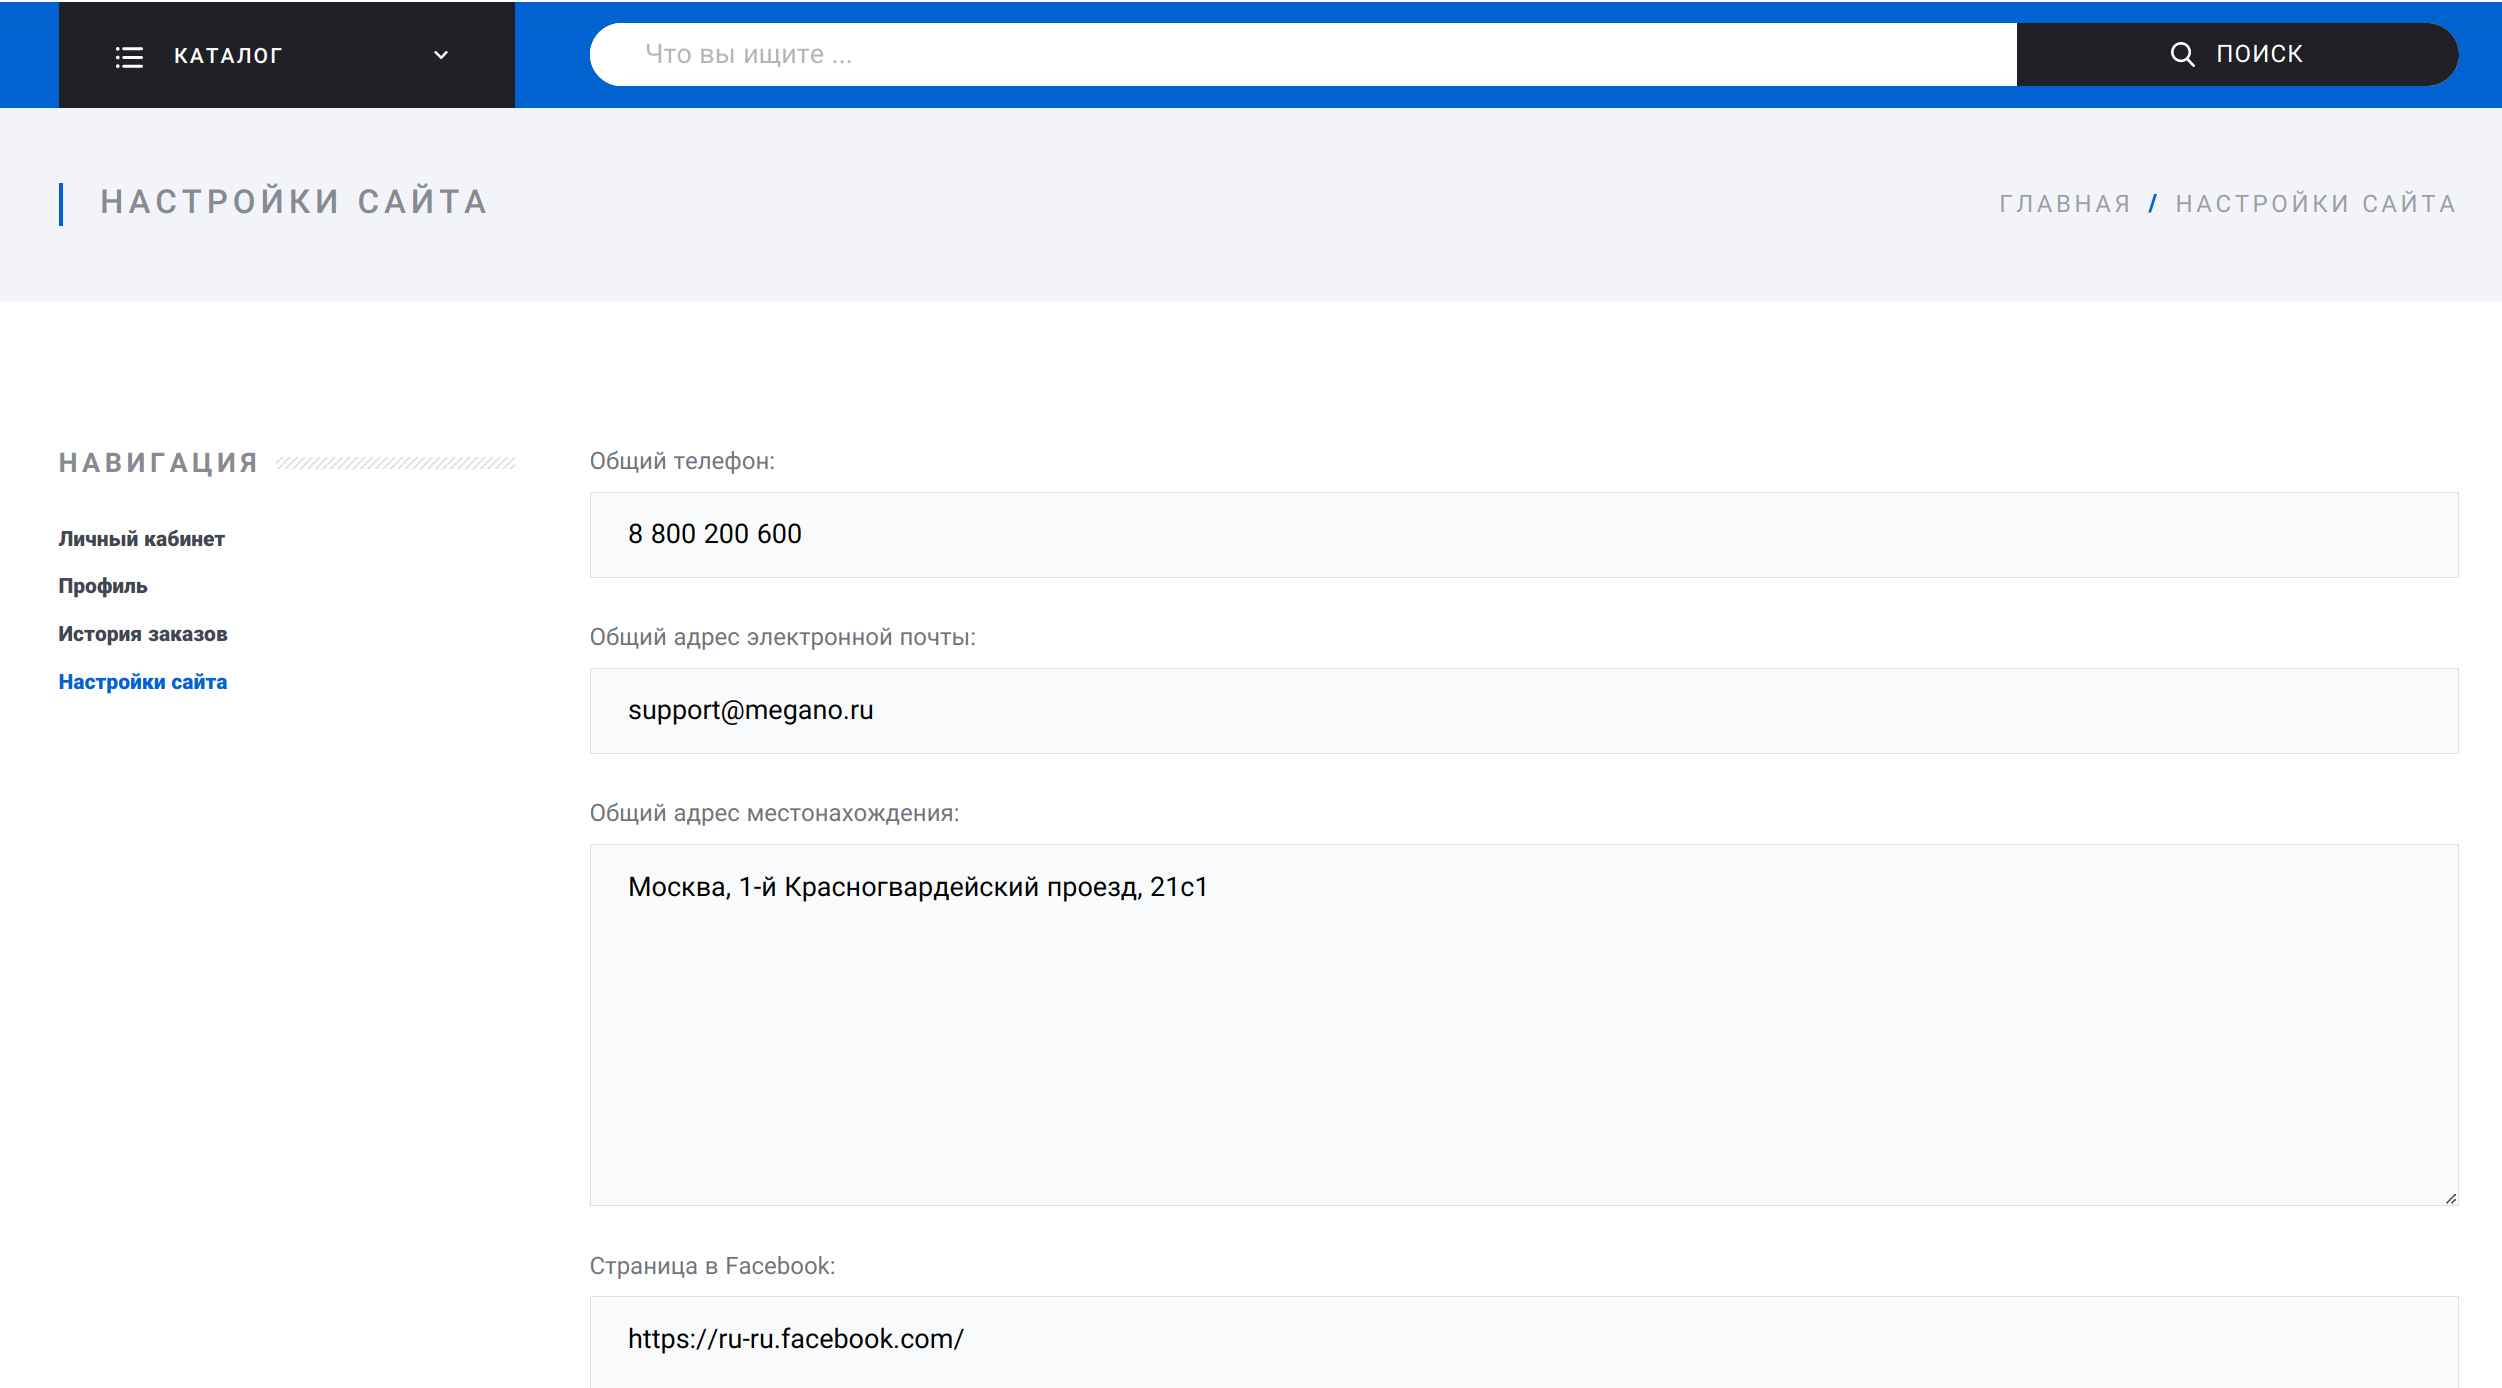 КАТАЛОГ
Что вы ищите ...
ПОИСК
НАСТРОЙКИ САЙТА
ГЛАВНАЯ / НАСТРОЙКИ САЙТА
НАВИГАЦИЯ
Личный кабинет
Профиль
История заказов
Настройки сайта
Общий телефон:
8 800 200 600
Общий адрес электронной почты:
support@megano.ru
Общий адрес местонахождения:
Москва, 1-й Красногвардейский проезд, 21с1
Страница в Facebook:
https://ru-ru.facebook.com/